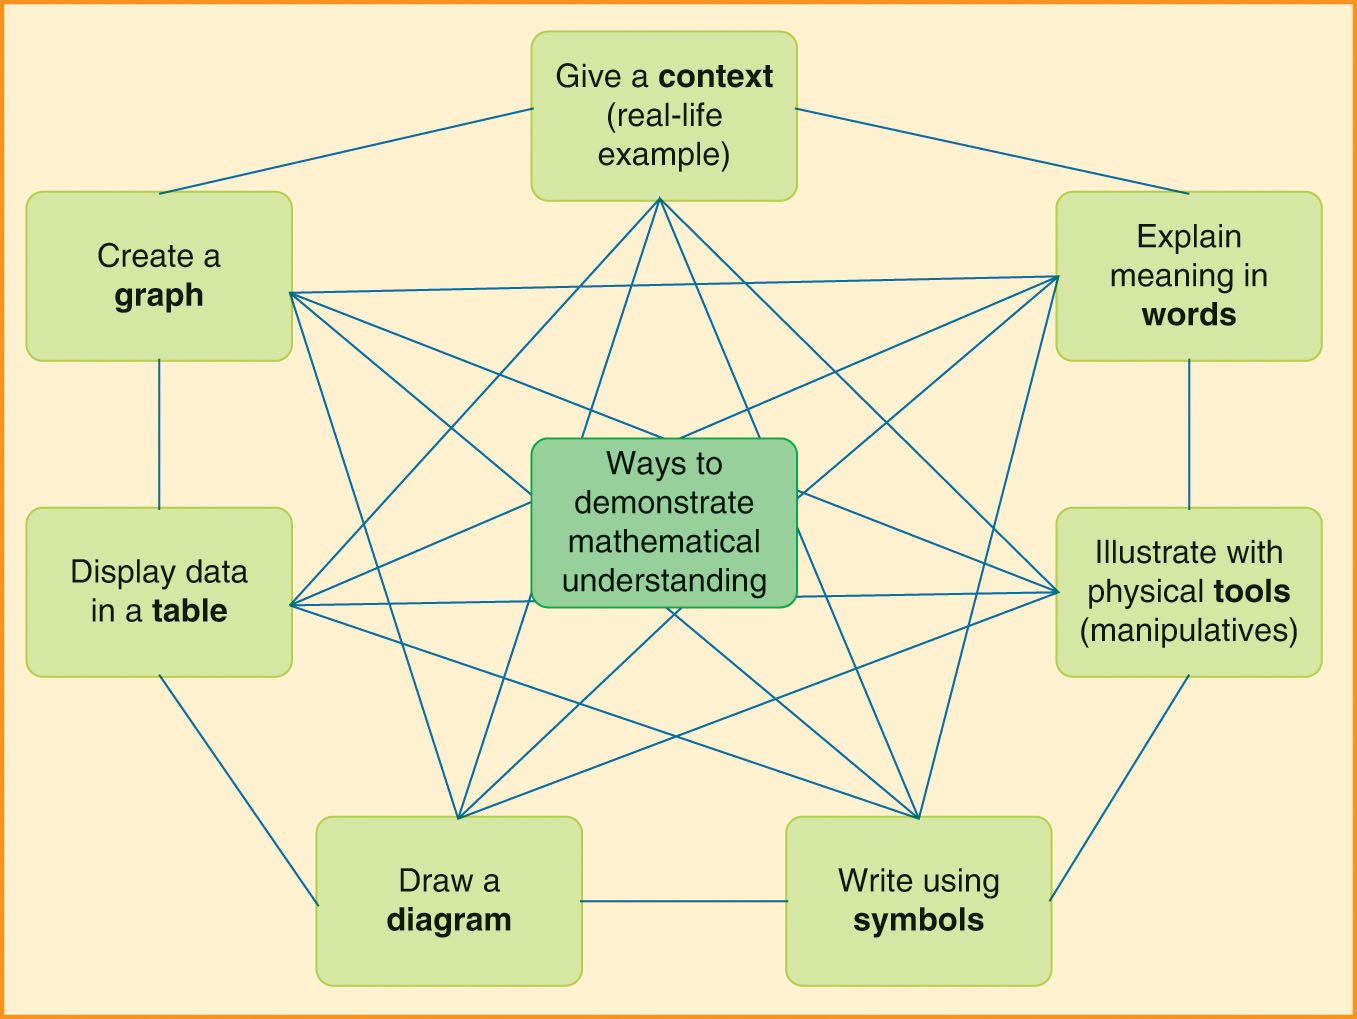 Give a context
(real-life
example)
Create a
graph
Explain
meaning in
words
Ways to
demonstrate
mathematical
understanding
Display data
in a table
Illustrate with
physical tools
(manipulatives)
Draw a
diagram
Write using
symbols